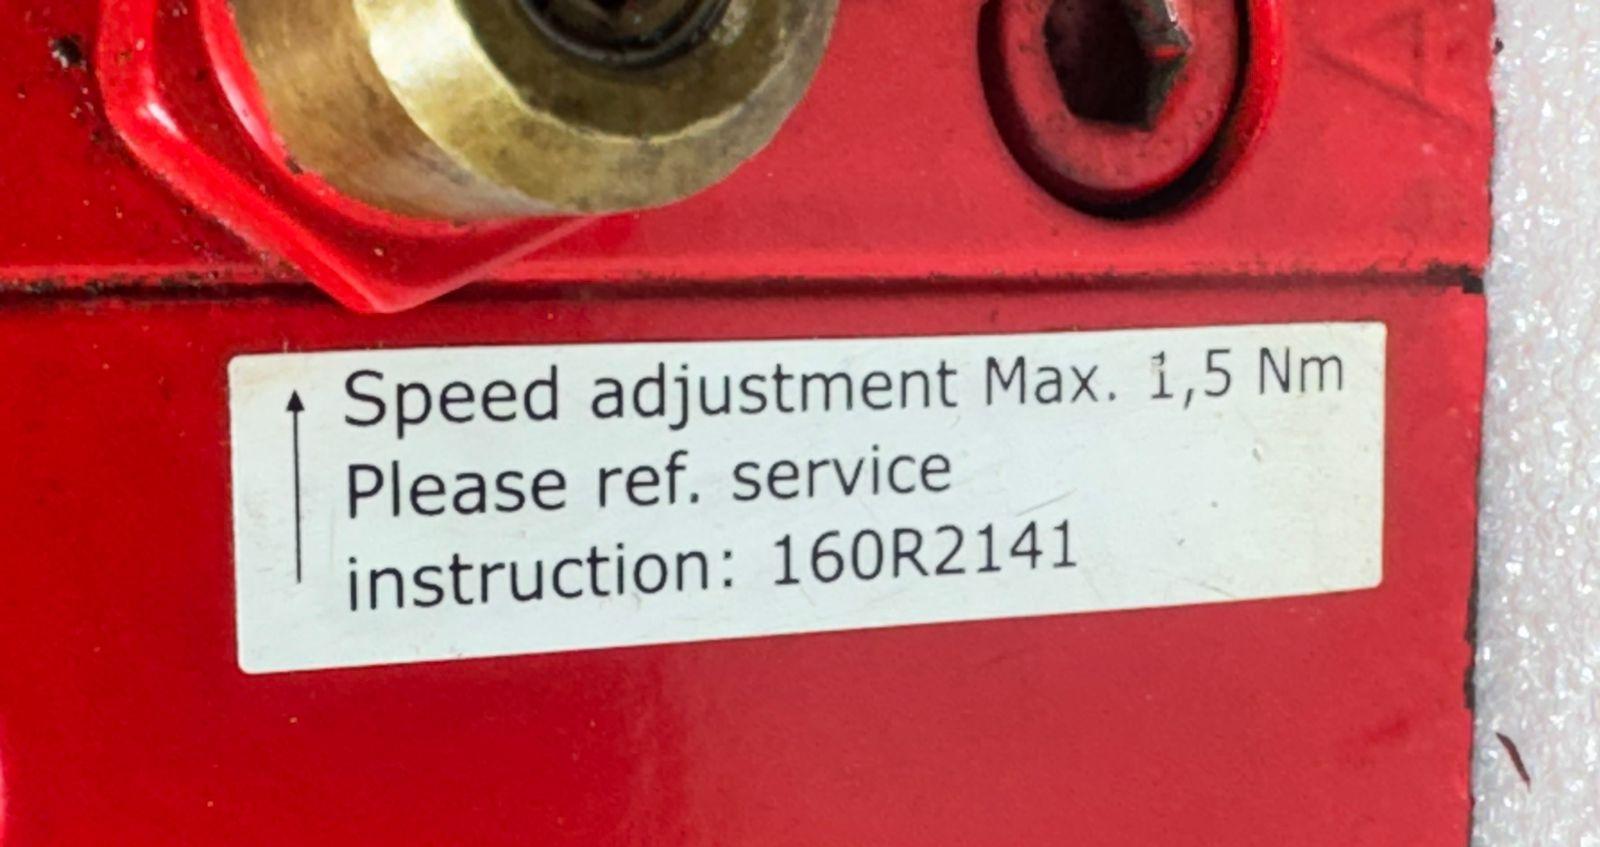 Speed adjustment Max. 1,5 Nm
Please ref. service
instruction: 160R2141